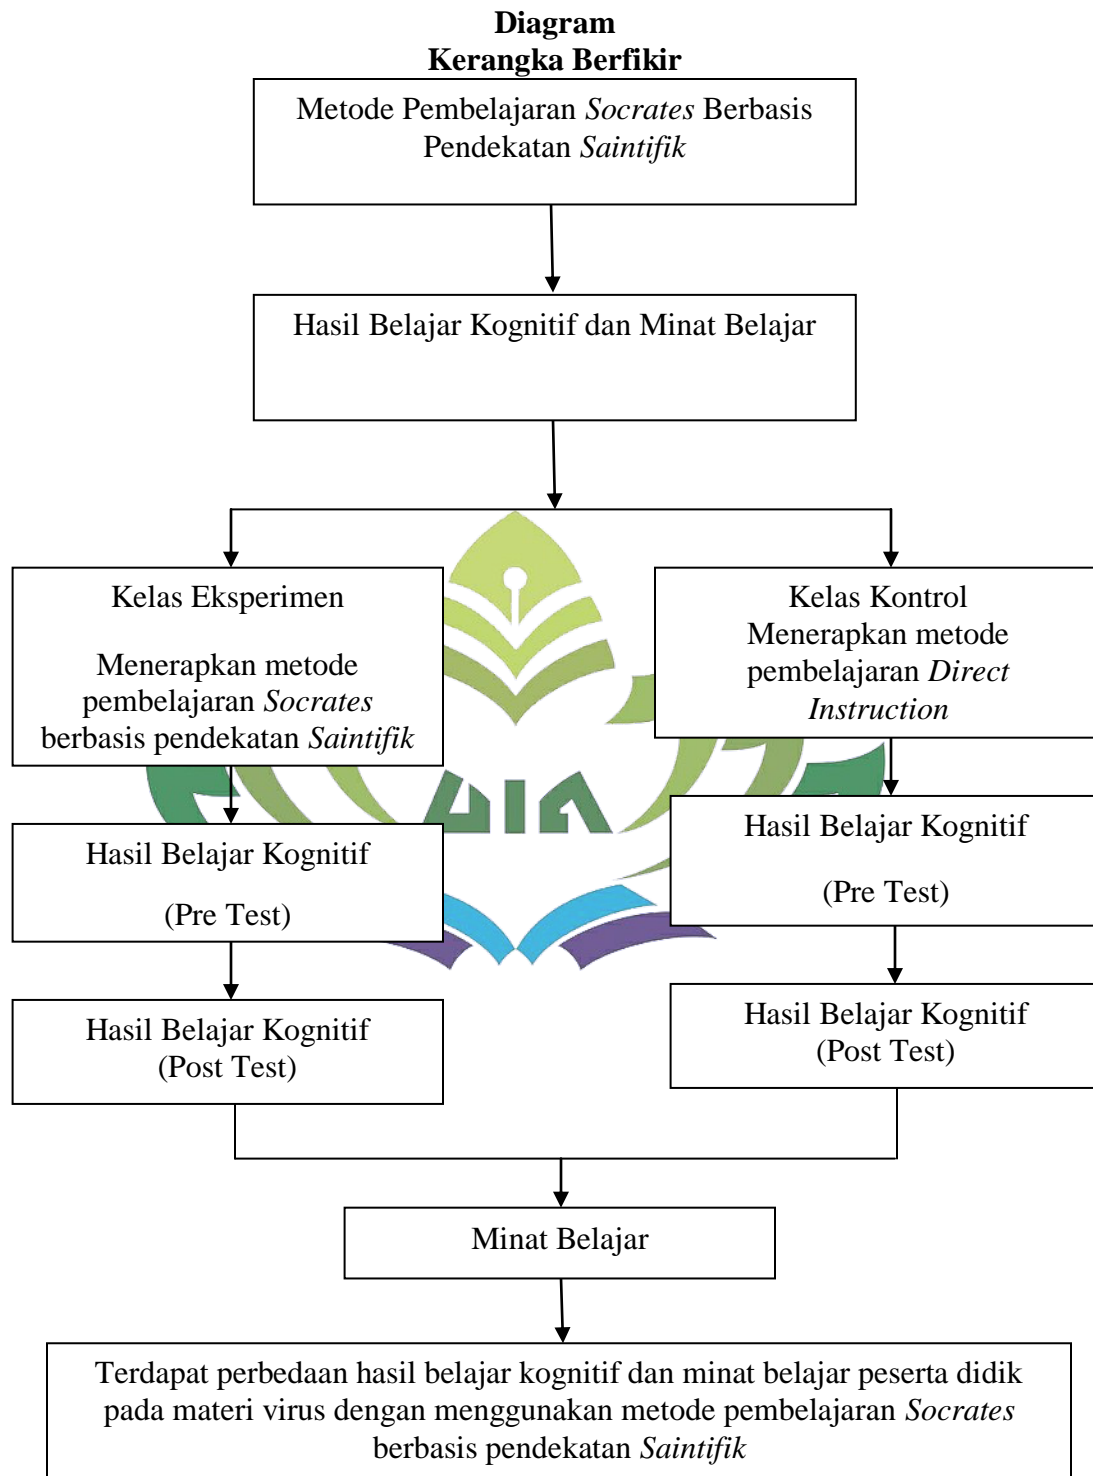 Diagram
Kerangka Berfikir
Metode Pembelajaran Socrates Berbasis
Pendekatan Saintifik
Hasil Belajar Kognitif dan Minat Belajar
Kelas Eksperimen
Menerapkan metode
pembelajaran Socrates
berbasis pendekatan Saintifik
Kelas Kontrol
Menerapkan metode
pembelajaran Direct
Instruction
Hasil Belajar Kognitif
(Pre Test)
Hasil Belajar Kognitif
(Pre Test)
Hasil Belajar Kognitif
(Post Test)
Hasil Belajar Kognitif
(Post Test)
Minat Belajar
Terdapat perbedaan hasil belajar kognitif dan minat belajar peserta didik
pada materi virus dengan menggunakan metode pembelajaran Socrates
berbasis pendekatan Saintifik